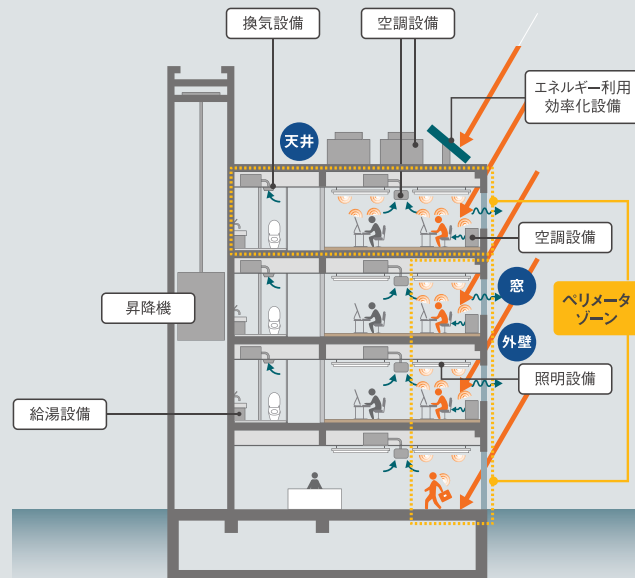 換気設備
空調設備
エネルギー利用
効率化設備
天井
空調設備
窓
ペリメータ
ゾーン
昇降機
外壁
照明設備
給湯設備